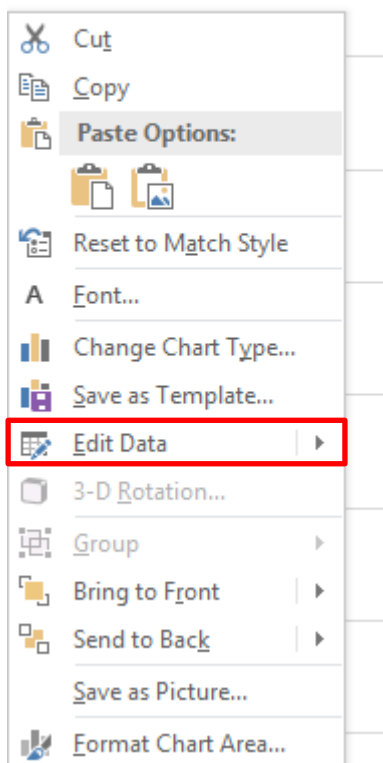 Cut
Copy
Paste Options:
Reset to Match Style
A Font...
Change Chart Type...
Save as Template...
Edit Data
3-D Rotation...
Group
Bring to Front
Send to Back
Save as Picture...
Format Chart Area...